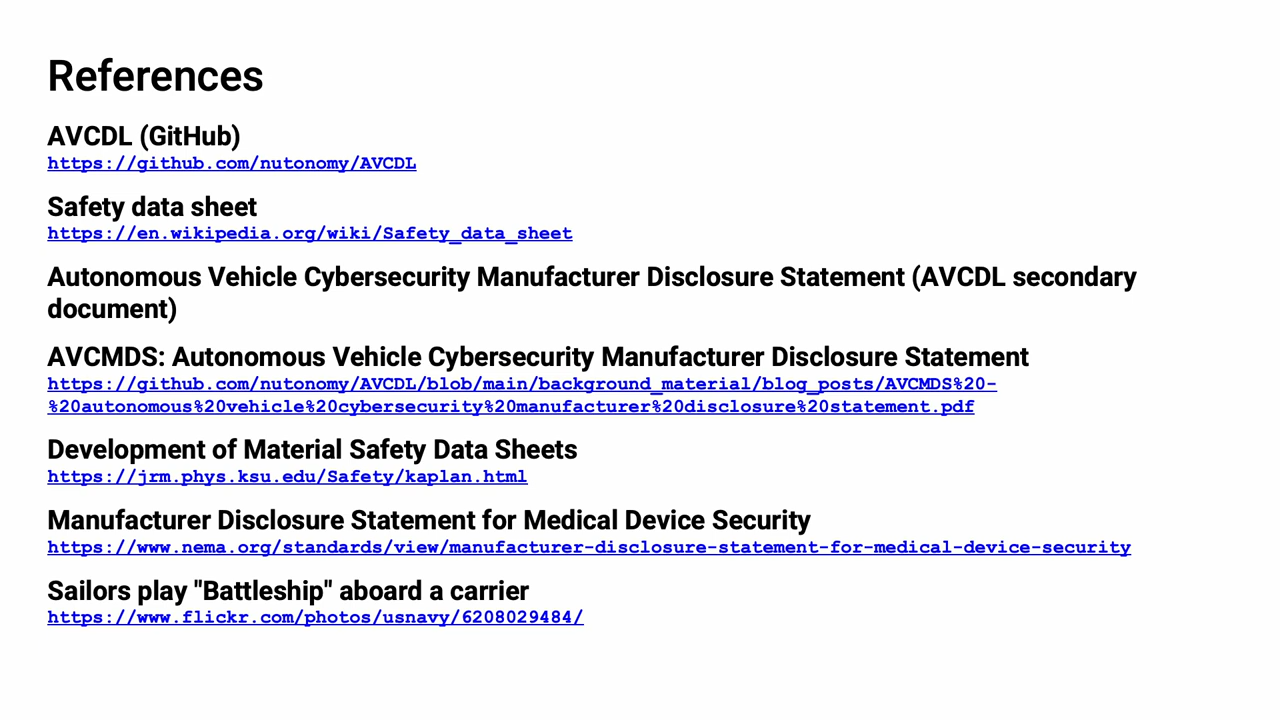 References
AVCDL (GitHub)
https://github.com/nutonomy/AVCDL
Safety data sheet
https://en.wikipedia.org/wiki/Safety_data_sheet
Autonomous Vehicle Cybersecurity Manufacturer Disclosure Statement (AVCDL secondary
document)
AVCMDS: Autonomous Vehicle Cybersecurity Manufacturer Disclosure Statement
https://github.com/nutonomy/AVCDL/blob/main/background_material/blog_posts/AVCMDS%20-
%20autonomous%20vehicle%20cybersecurity%20manufacturer%20disclosure%20statement.pdf
Development of Material Safety Data Sheets
https://jrm.phys.ksu.edu/Safety/kaplan.html
Manufacturer Disclosure Statement for Medical Device Security
https://www.nema.org/standards/view/manufacturer-disclosure-statement-for-medical-device-security
Sailors play "Battleship" aboard a carrier
https://www.flickr.com/photos/usnavy/6208029484/